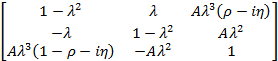 1 − λ² λ Aλ³(ρ − iη)
−λ 1 − λ² Aλ²
Aλ³(1 − ρ − iη) −Aλ² 1